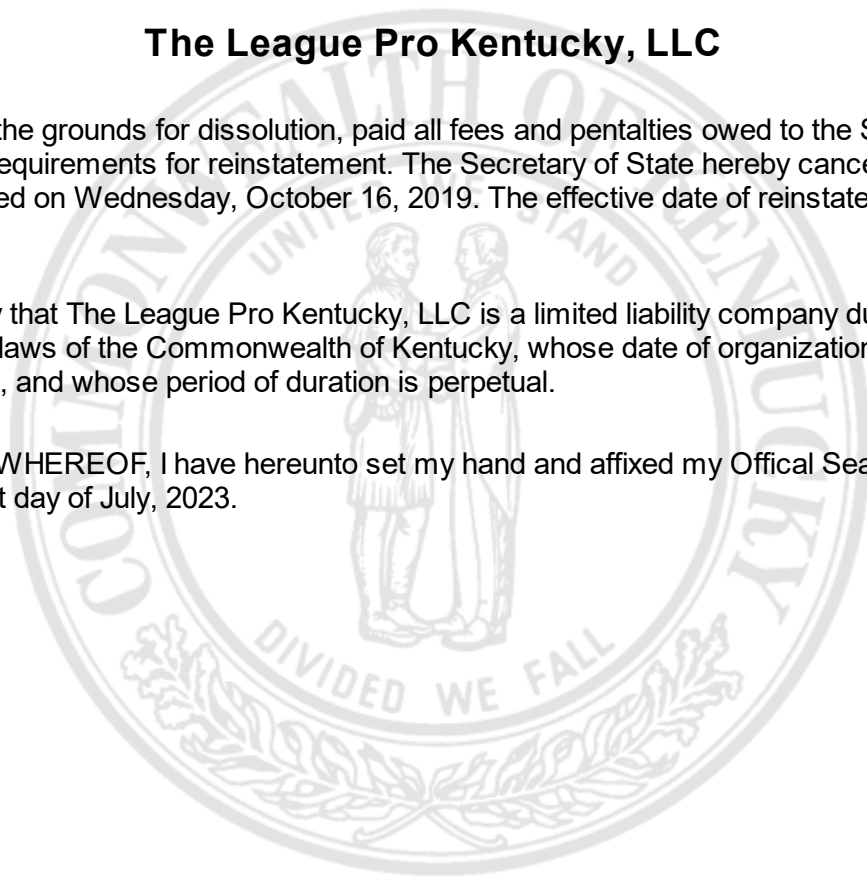 The League Pro Kentucky, LLC
the grounds for dissolution, paid all fees and pentalties owed to the S
equirements for reinstatement. The Secretary of State hereby cance
ed on Wednesday, October 16, 2019. The effective date of reinstate
y that The League Pro Kentucky, LLC is a limited liability company du
laws of the Commonwealth of Kentucky, whose date of organization
, and whose period of duration is perpetual.
WHEREOF, I have hereunto set my hand and affixed my Offical Sea
t day of July, 2023.
COMMONWEALTH OF KENTUCKY
UNITED WE STAND
DIVIDED WE FALL